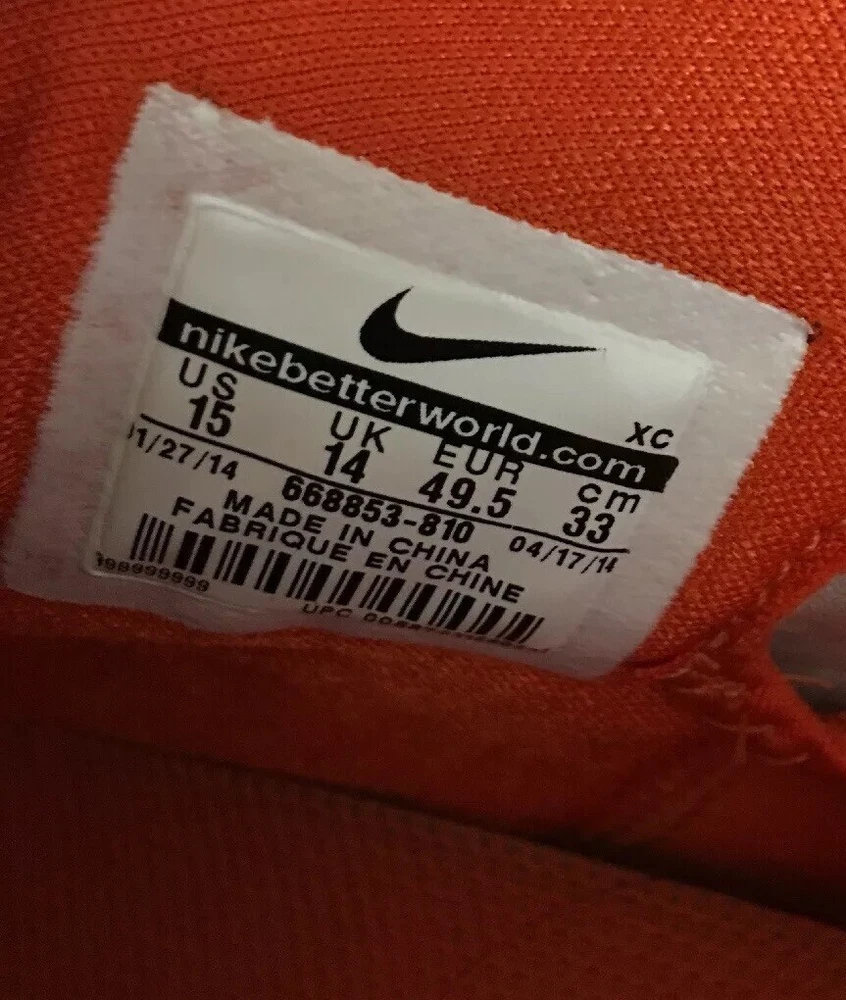 nikebetterworld.com
XC
US UK EUR cm
15 14 49.5 33
01/27/14 668853-810 04/17/14
MADE IN CHINA
FABRIQUE EN CHINE
UPC